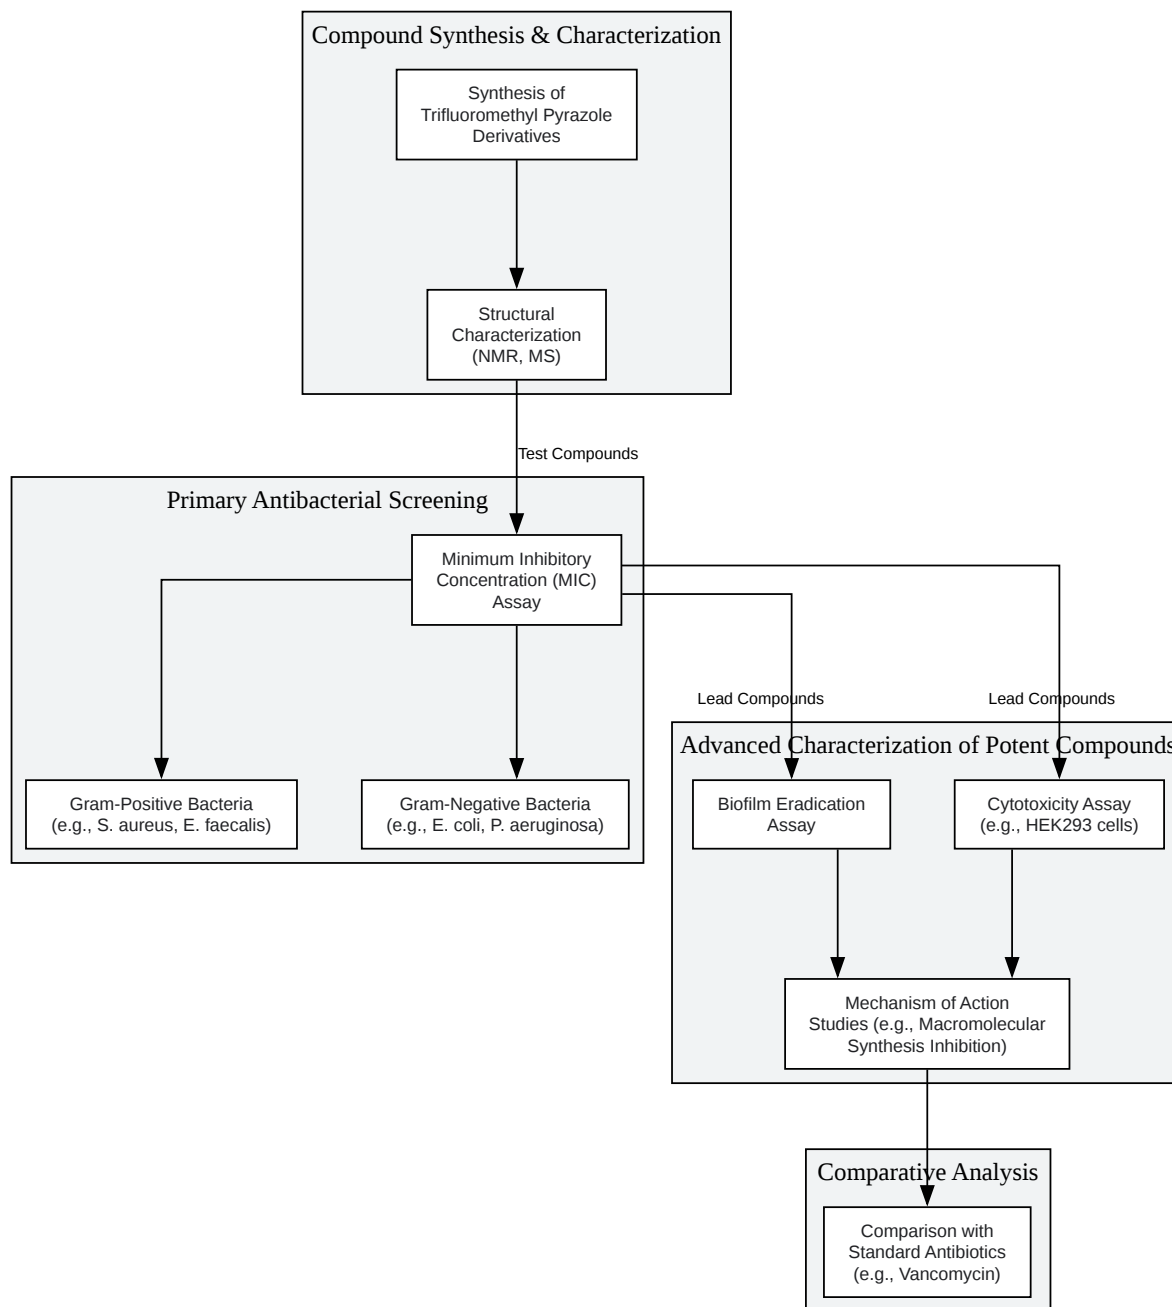 Compound Synthesis & Characterization
Synthesis of
Trifluoromethyl Pyrazole
Derivatives
Structural
Characterization
(NMR, MS)
Test Compounds
Primary Antibacterial Screening
Minimum Inhibitory
Concentration (MIC)
Assay
Gram-Positive Bacteria
(e.g., S. aureus, E. faecalis)
Gram-Negative Bacteria
(e.g., E. coli, P. aeruginosa)
Lead Compounds
Lead Compounds
Advanced Characterization of Potent Compounds
Biofilm Eradication
Assay
Cytotoxicity Assay
(e.g., HEK293 cells)
Mechanism of Action
Studies (e.g., Macromolecular
Synthesis Inhibition)
Comparative Analysis
Comparison with
Standard Antibiotics
(e.g., Vancomycin)